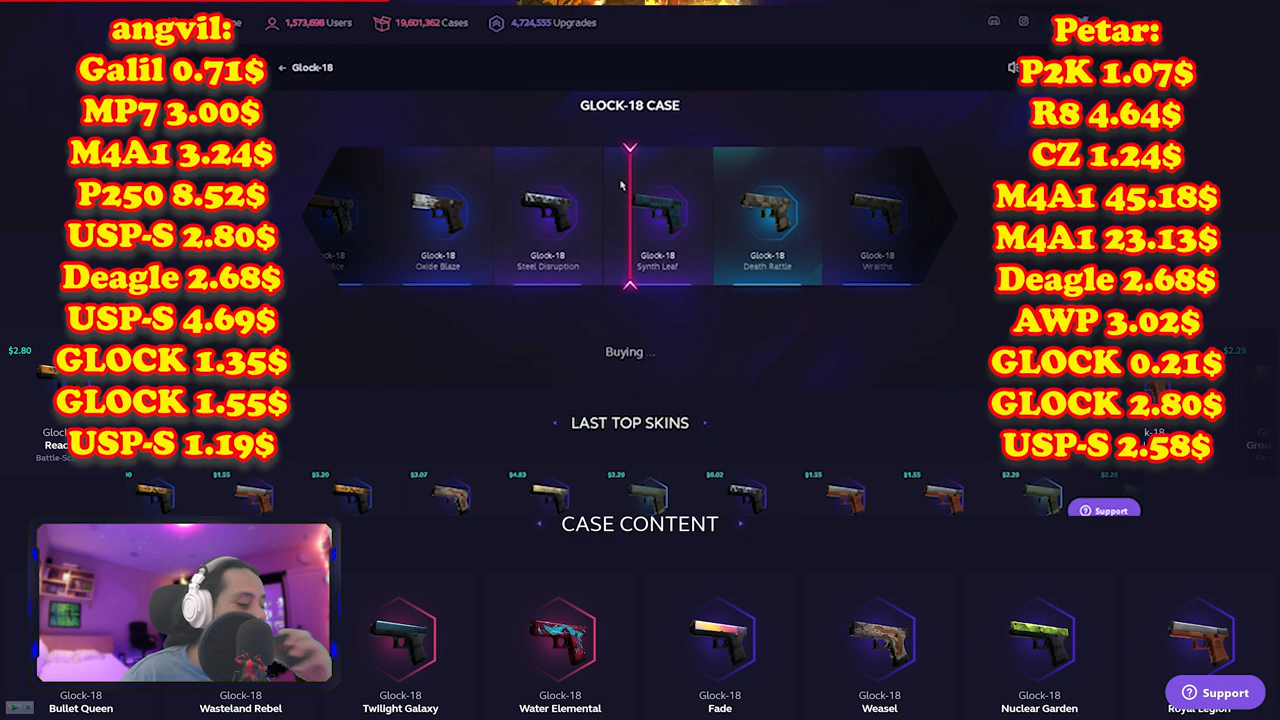 1,573,698 Users
19,601,362 Cases
4,724,555 Upgrades
angvil:
Galil 0.71$
MP7 3.00$
M4A1 3.24$
P250 8.52$
USP-S 2.80$
Deagle 2.68$
USP-S 4.69$
GLOCK 1.35$
GLOCK 1.55$
USP-S 1.19$
Petar:
P2K 1.07$
R8 4.64$
CZ 1.24$
M4A1 45.18$
M4A1 23.13$
Deagle 2.68$
AWP 3.02$
GLOCK 0.21$
GLOCK 2.80$
USP-S 2.58$
← Glock-18
GLOCK-18 CASE
Glock-18 Glock-18 Glock-18 Glock-18 Glock-18
Oxide Blaze Steel Disruption Synth Leaf Death Rattle Wraiths
Buying ...
$2.80
$2.29
LAST TOP SKINS
$1.55 $5.20 $3.07 $4.83 $2.29 $6.02 $1.55 $1.55 $2.29 $2.29
Support
CASE CONTENT
Glock-18 Glock-18 Glock-18 Glock-18 Glock-18 Glock-18 Glock-18
Bullet Queen Wasteland Rebel Twilight Galaxy Water Elemental Fade Weasel Nuclear Garden Royal Legion
Support